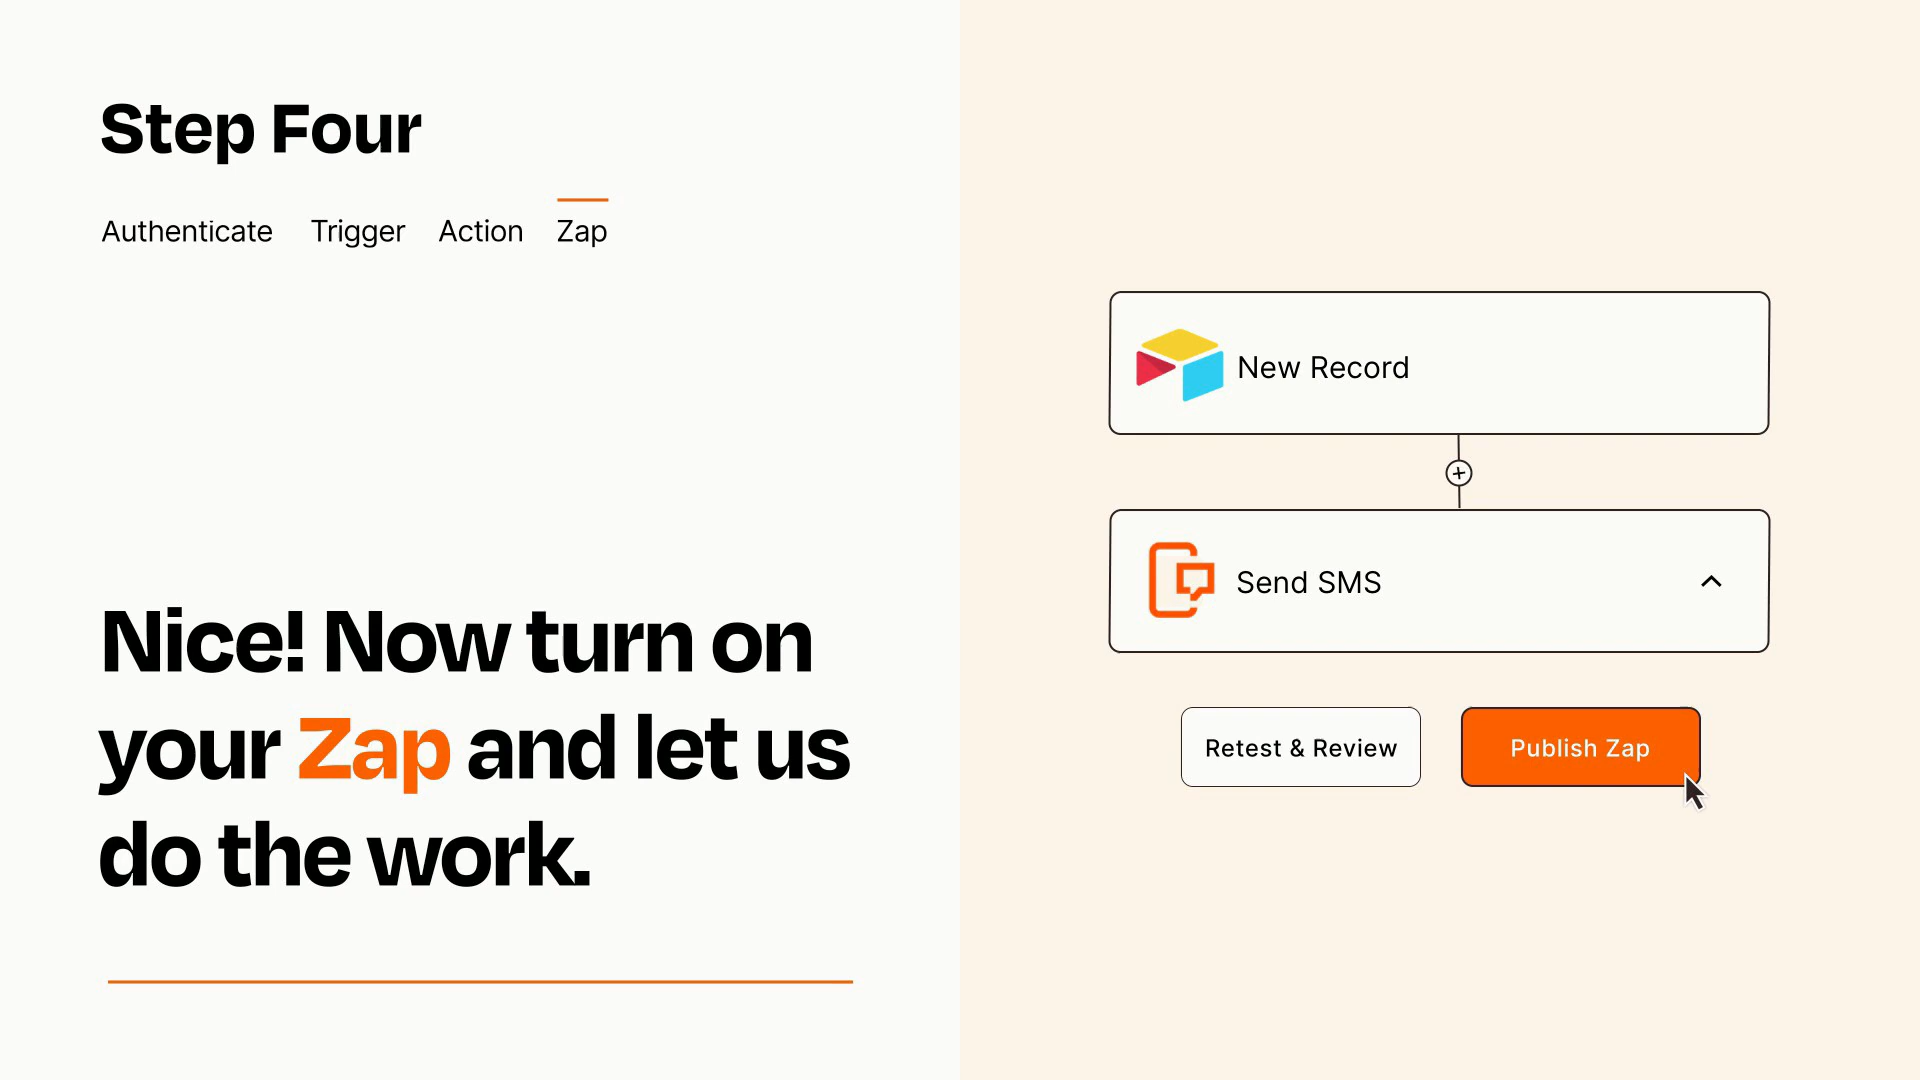 Step Four
Authenticate Trigger Action Zap
Nice! Now turn on
your Zap and let us
do the work.
New Record
Send SMS
Retest & Review
Publish Zap